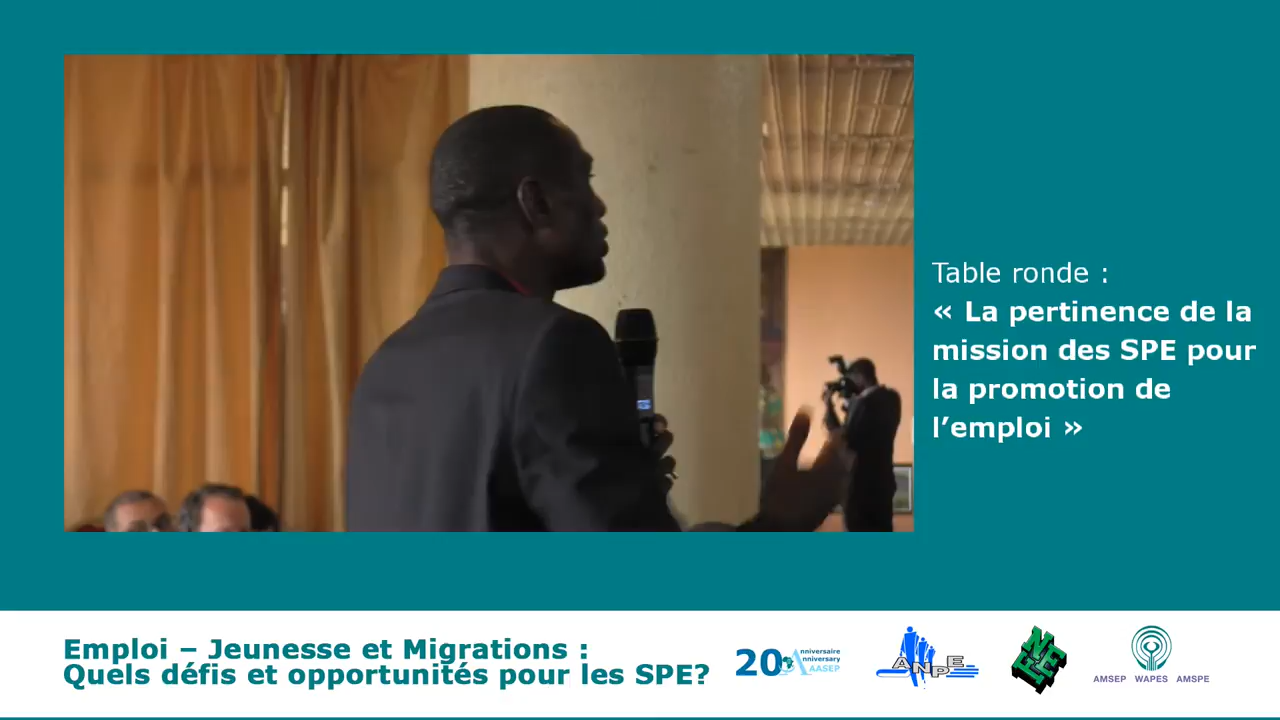 Table ronde :
« La pertinence de la
mission des SPE pour
la promotion de
l’emploi »
Emploi – Jeunesse et Migrations :
Quels défis et opportunités pour les SPE?
20 Anniversaire
Anniversary
AASEP
ANPE
AMSEP WAPES AMSPE